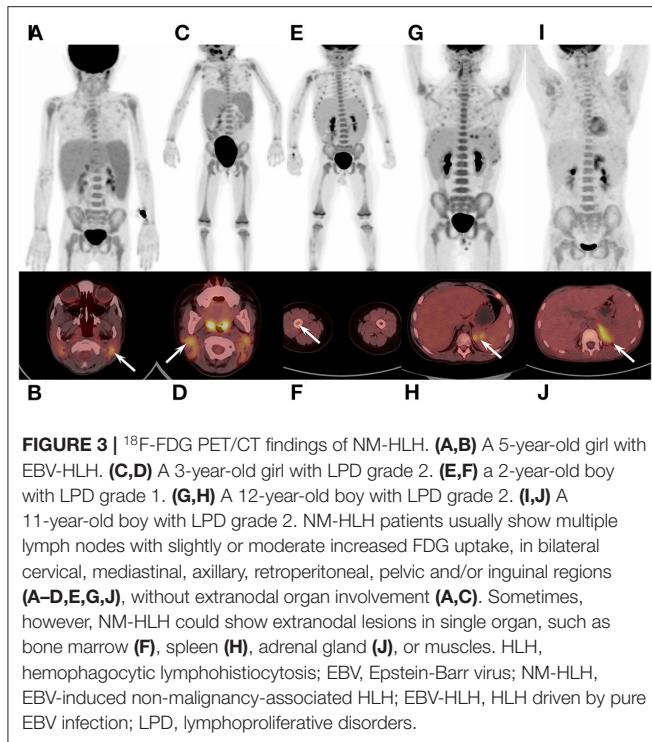 A C E G I
B D F H J
FIGURE 3 | 18F-FDG PET/CT findings of NM-HLH. (A,B) A 5-year-old girl with
EBV-HLH. (C,D) A 3-year-old girl with LPD grade 2. (E,F) a 2-year-old boy
with LPD grade 1. (G,H) A 12-year-old boy with LPD grade 2. (I,J) A
11-year-old boy with LPD grade 2. NM-HLH patients usually show multiple
lymph nodes with slightly or moderate increased FDG uptake, in bilateral
cervical, mediastinal, axillary, retroperitoneal, pelvic and/or inguinal regions
(A–D,E,G,J), without extranodal organ involvement (A,C). Sometimes,
however, NM-HLH could show extranodal lesions in single organ, such as
bone marrow (F), spleen (H), adrenal gland (J), or muscles. HLH,
hemophagocytic lymphohistiocytosis; EBV, Epstein-Barr virus; NM-HLH,
EBV-induced non-malignancy-associated HLH; EBV-HLH, HLH driven by pure
EBV infection; LPD, lymphoproliferative disorders.